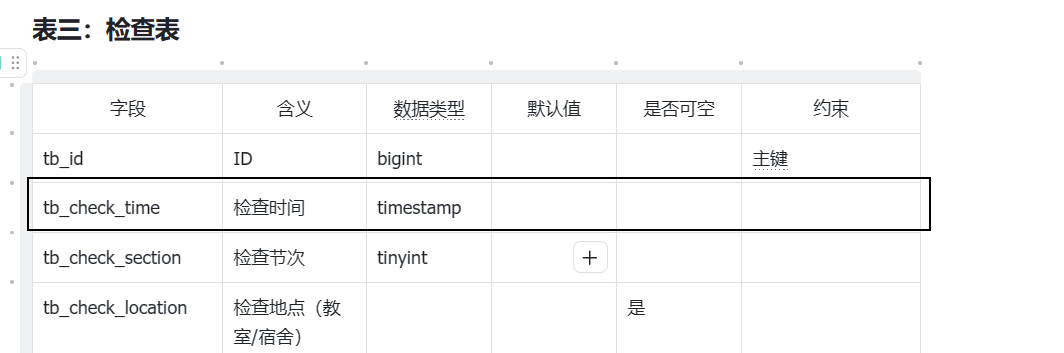 表三：检查表
字段 含义 数据类型 默认值 是否可空 约束
tb_id ID bigint 主键
tb_check_time 检查时间 timestamp
tb_check_section 检查节次 tinyint
tb_check_location 检查地点（教 是
室/宿舍）